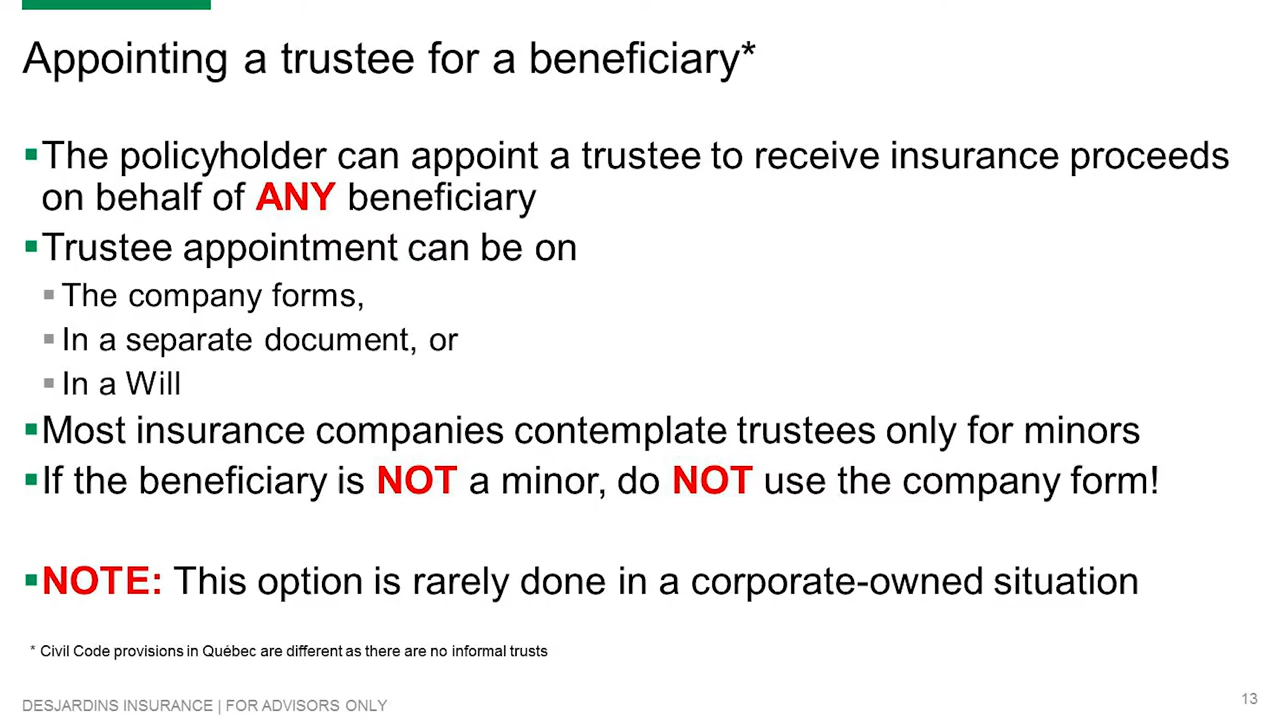 Appointing a trustee for a beneficiary*
▪The policyholder can appoint a trustee to receive insurance proceeds
on behalf of ANY beneficiary
▪Trustee appointment can be on
▪The company forms,
▪In a separate document, or
▪In a Will
▪Most insurance companies contemplate trustees only for minors
▪If the beneficiary is NOT a minor, do NOT use the company form!
▪NOTE: This option is rarely done in a corporate-owned situation
* Civil Code provisions in Québec are different as there are no informal trusts
DESJARDINS INSURANCE | FOR ADVISORS ONLY
13